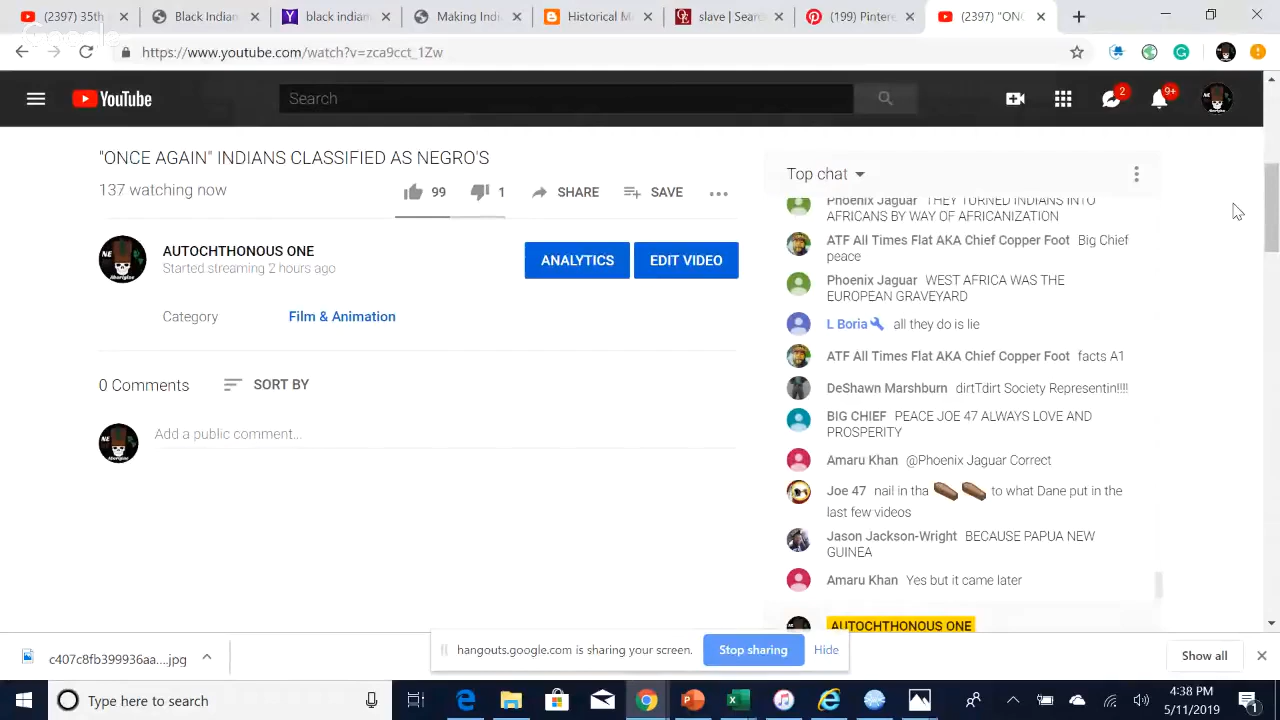 (2397) 35th
Black Indian
black indian
Making Indi
Historical Ma
slave | Searc
(199) Pintere
(2397) "ONC
https://www.youtube.com/watch?v=zca9cct_1Zw
YouTube
Search
2
9+
"ONCE AGAIN" INDIANS CLASSIFIED AS NEGRO'S
137 watching now
99
1
SHARE
SAVE
AUTOCHTHONOUS ONE
Started streaming 2 hours ago
ANALYTICS
EDIT VIDEO
Category
Film & Animation
0 Comments
SORT BY
Add a public comment...
Top chat
Phoenix Jaguar THEY TURNED INDIANS INTO
AFRICANS BY WAY OF AFRICANIZATION
ATF All Times Flat AKA Chief Copper Foot Big Chief
peace
Phoenix Jaguar WEST AFRICA WAS THE
EUROPEAN GRAVEYARD
L Boria all they do is lie
ATF All Times Flat AKA Chief Copper Foot facts A1
DeShawn Marshburn dirtTdirt Society Representin!!!!
BIG CHIEF PEACE JOE 47 ALWAYS LOVE AND
PROSPERITY
Amaru Khan @Phoenix Jaguar Correct
Joe 47 nail in tha to what Dane put in the
last few videos
Jason Jackson-Wright BECAUSE PAPUA NEW
GUINEA
Amaru Khan Yes but it came later
AUTOCHTHONOUS ONE
hangouts.google.com is sharing your screen.
Stop sharing
Hide
c407c8fb399936aa....jpg
Show all
Type here to search
4:38 PM
5/11/2019
1